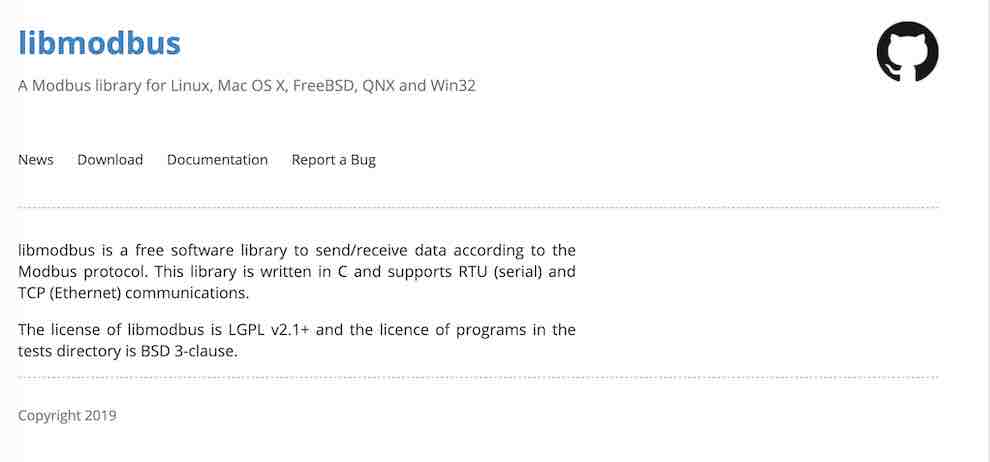 libmodbus
A Modbus library for Linux, Mac OS X, FreeBSD, QNX and Win32
News Download Documentation Report a Bug
libmodbus is a free software library to send/receive data according to the
Modbus protocol. This library is written in C and supports RTU (serial) and
TCP (Ethernet) communications.
The license of libmodbus is LGPL v2.1+ and the licence of programs in the
tests directory is BSD 3-clause.
Copyright 2019